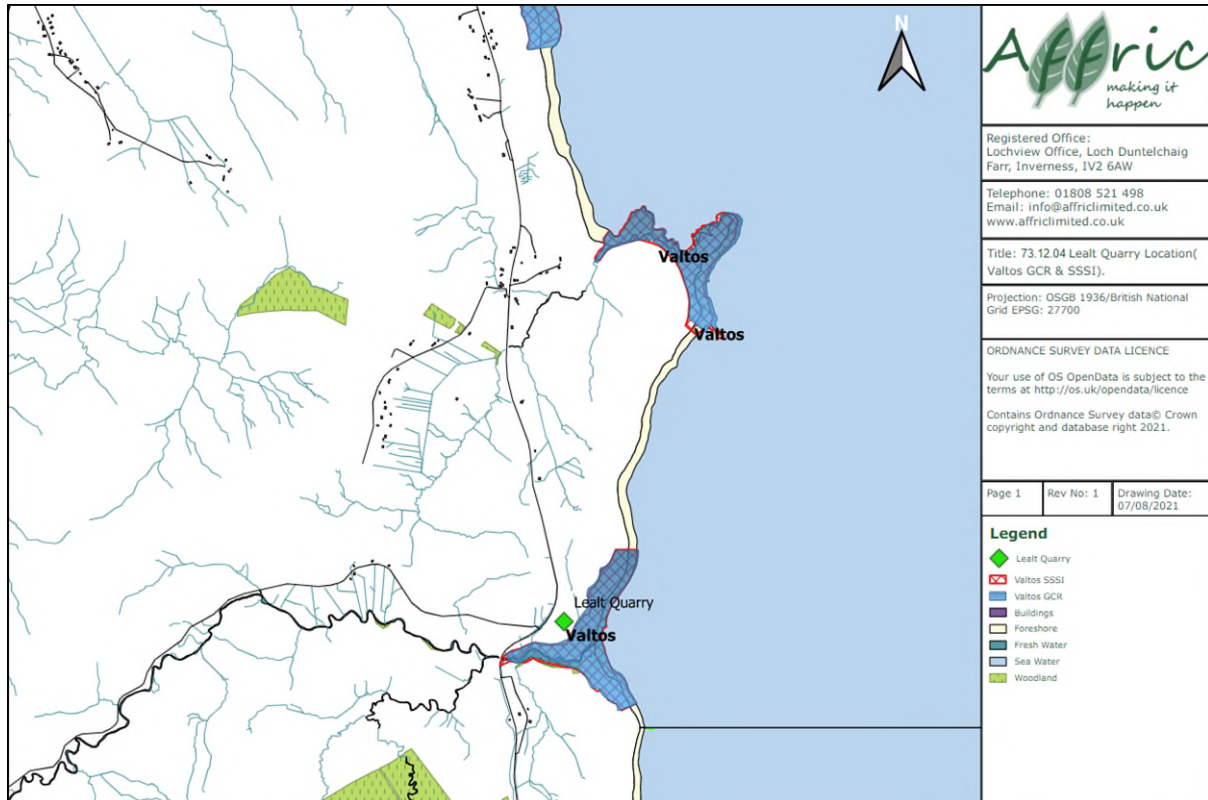 N
Valtos
Valtos
Lealt Quarry
Valtos
Affric
making it
happen
Registered Office:
Lochview Office, Loch Duntelchaig
Farr, Inverness, IV2 6AW
Telephone: 01808 521 498
Email: info@affriclimited.co.uk
www.affriclimited.co.uk
Title: 73.12.04 Lealt Quarry Location(
Valtos GCR & SSSI).
Projection: OSGB 1936/British National
Grid EPSG: 27700
ORDNANCE SURVEY DATA LICENCE
Your use of OS OpenData is subject to the
terms at http://os.uk/opendata/licence
Contains Ordnance Survey data© Crown
copyright and database right 2021.
Page 1
Rev No: 1
Drawing Date:
07/08/2021
Legend
Lealt Quarry
Valtos SSSI
Valtos GCR
Buildings
Foreshore
Fresh Water
Sea Water
Woodland